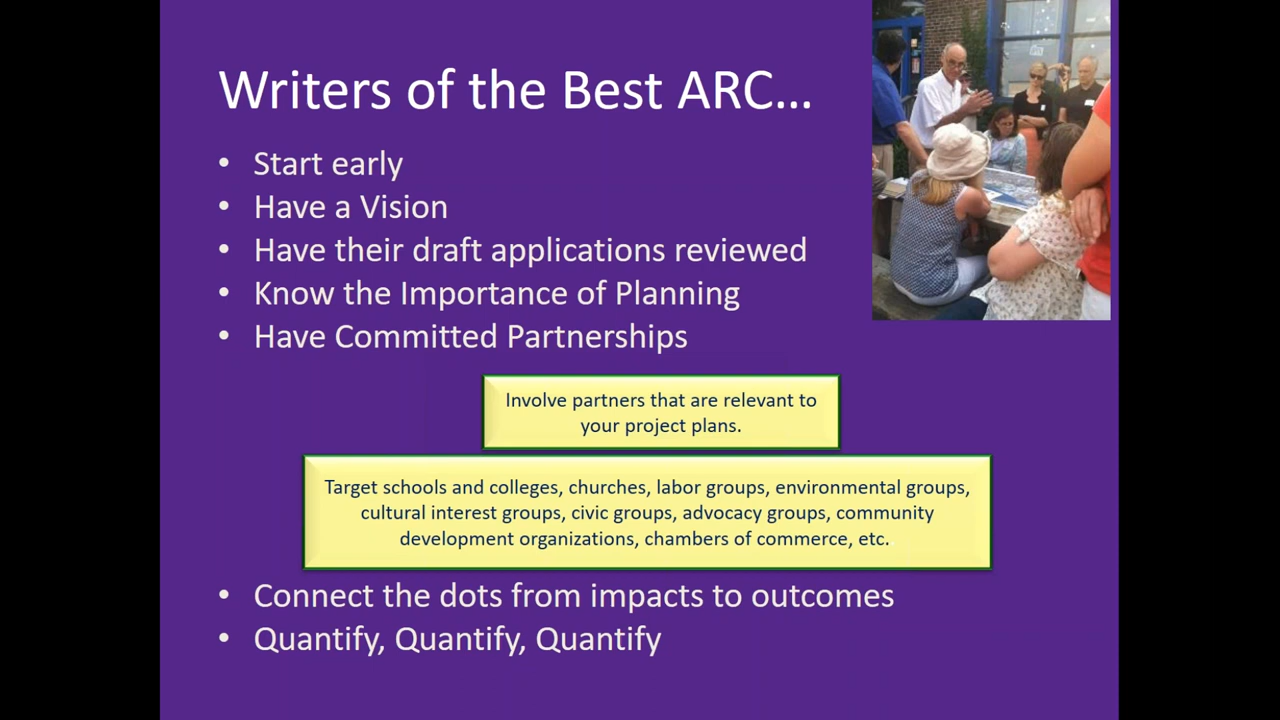 Writers of the Best ARC...
• Start early
• Have a Vision
• Have their draft applications reviewed
• Know the Importance of Planning
• Have Committed Partnerships
Involve partners that are relevant to
your project plans.
Target schools and colleges, churches, labor groups, environmental groups,
cultural interest groups, civic groups, advocacy groups, community
development organizations, chambers of commerce, etc.
• Connect the dots from impacts to outcomes
• Quantify, Quantify, Quantify